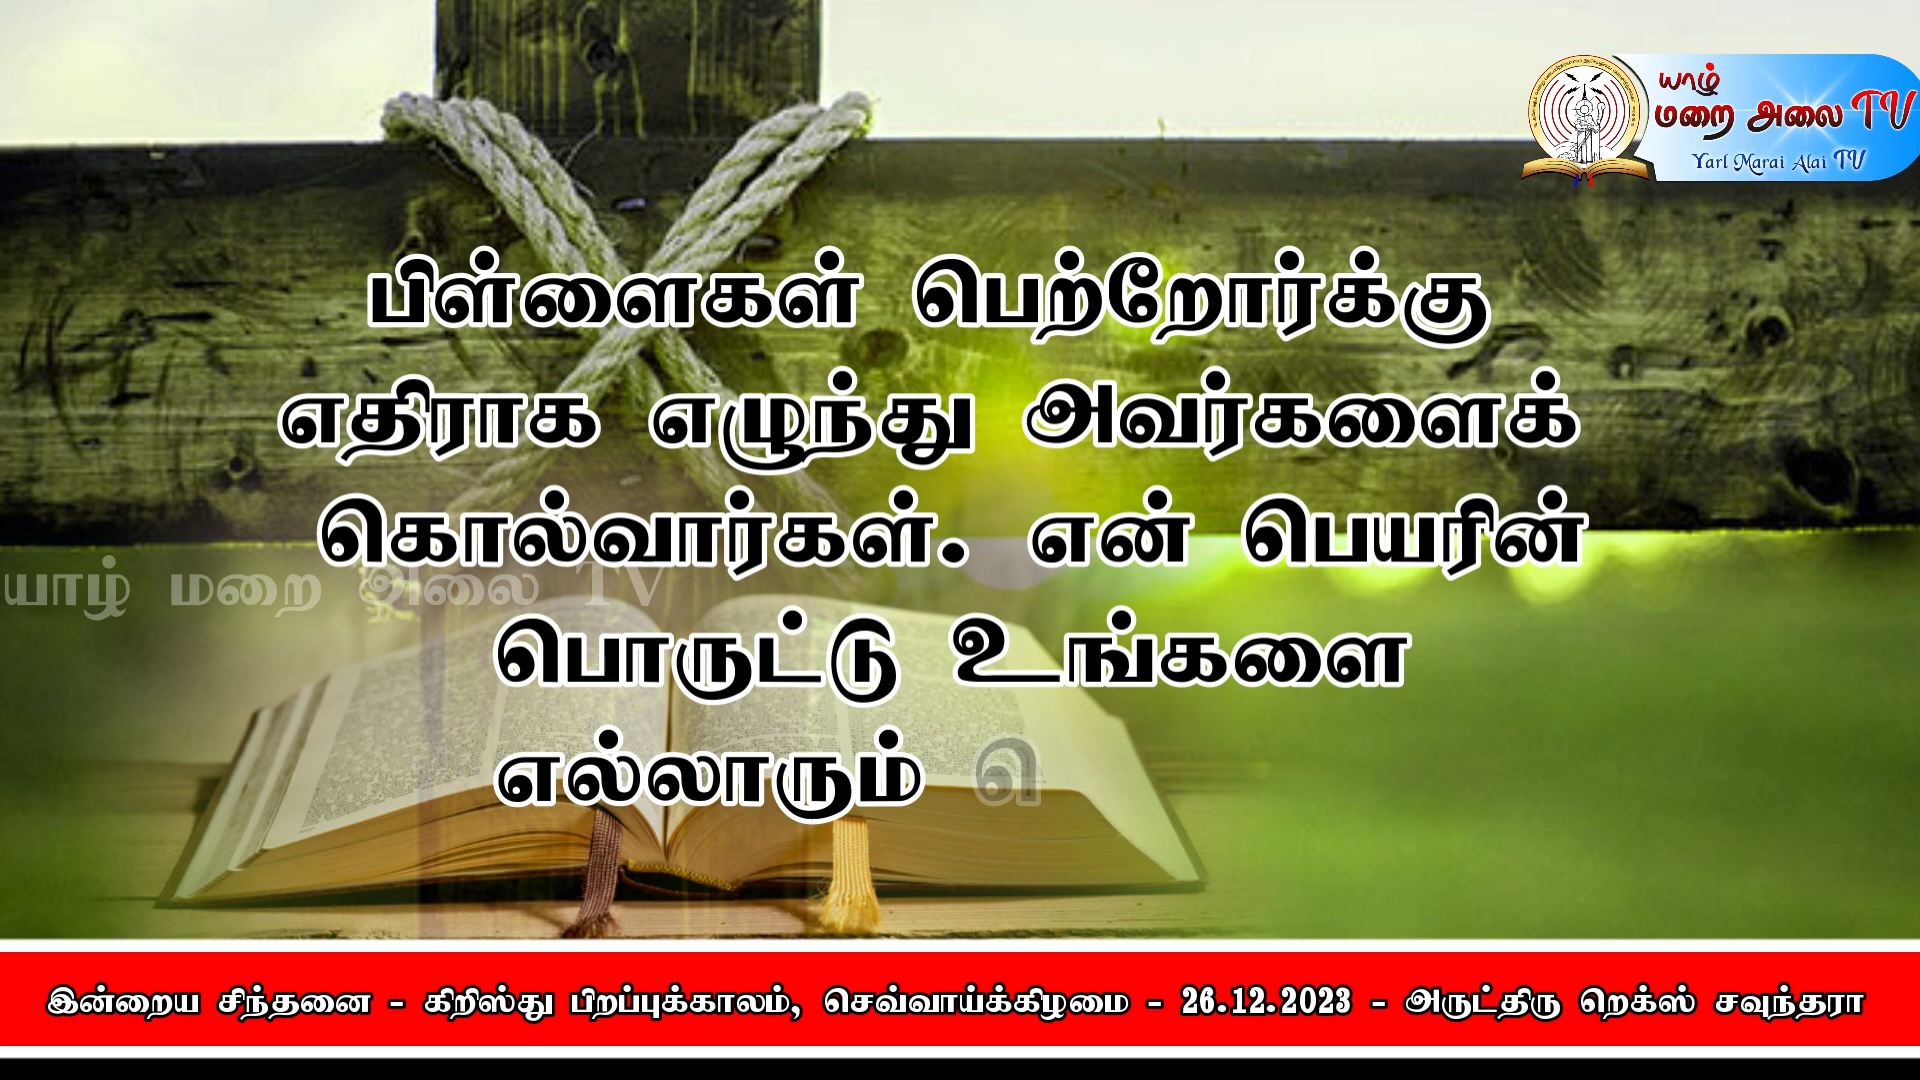 யாழ்
மறை அலை TV
Yarl Marai Alai TV
பிள்ளைகள் பெற்றோர்க்கு
எதிராக எழுந்து அவர்களைக்
கொல்வார்கள். என் பெயரின்
யாழ் மறை அலை TV
பொருட்டு உங்களை
எல்லாரும் ெ
இன்றைய சிந்தனை - கிறிஸ்து பிறப்புக்காலம், செவ்வாய்க்கிழமை - 26.12.2023 - அருட்திரு றெக்ஸ் சவுந்தரா